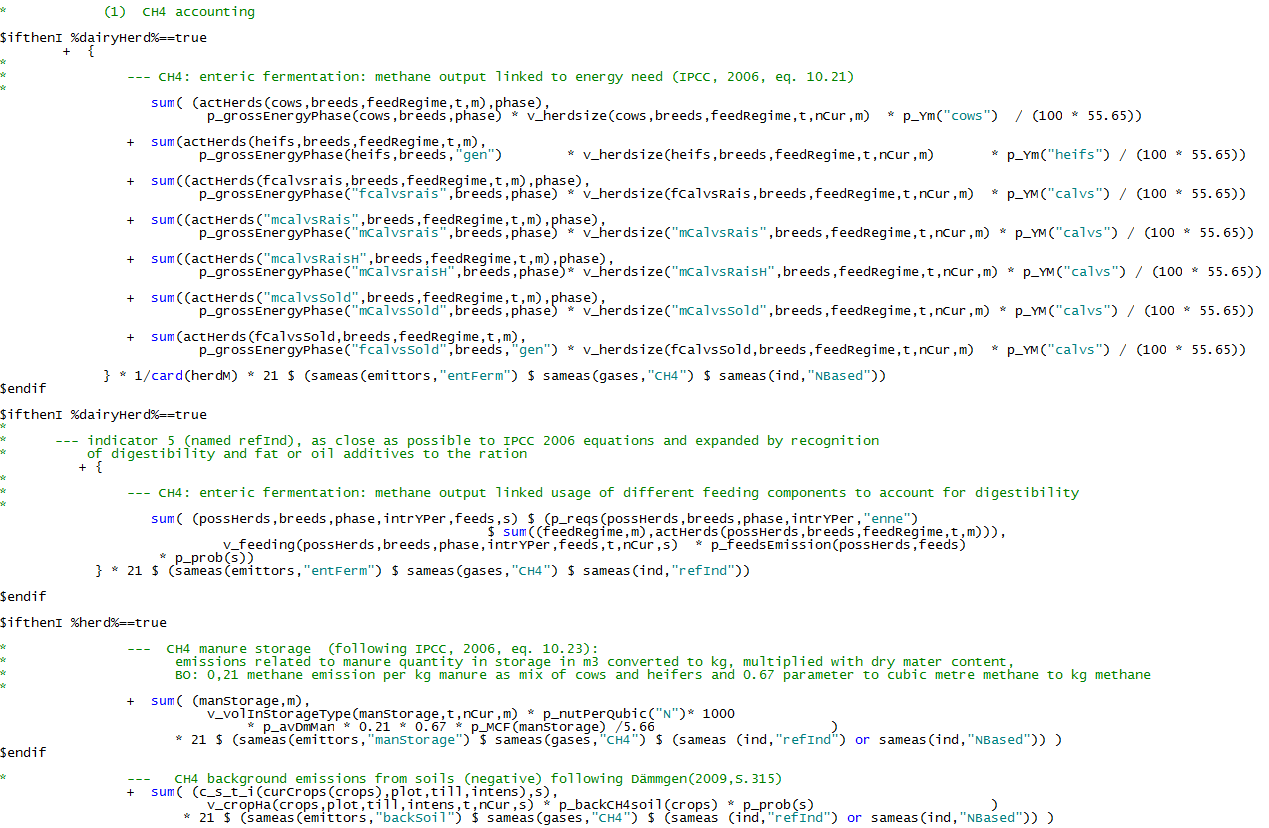 *            (1)  CH4 accounting
$ifthenI %dairyHerd%==true
        +  {
*
*               --- CH4: enteric fermentation: methane output linked to energy need (IPCC, 2006, eq. 10.21)
*
                   sum( (actHerds(cows,breeds,feedRegime,t,m),phase),
                          p_grossEnergyPhase(cows,breeds,phase) * v_herdsize(cows,breeds,feedRegime,t,nCur,m)  * p_Ym("cows")  / (100 * 55.65))
                +  sum(actHerds(heifs,breeds,feedRegime,t,m),
                         p_grossEnergyPhase(heifs,breeds,"gen")        * v_herdsize(heifs,breeds,feedRegime,t,nCur,m)       * p_Ym("heifs") / (100 * 55.65))
                +  sum((actHerds(fcalvsrais,breeds,feedRegime,t,m),phase),
                         p_grossEnergyPhase("fcalvsrais",breeds,phase) * v_herdsize(fCalvsRais,breeds,feedRegime,t,nCur,m)  * p_YM("calvs") / (100 * 55.65))
                +  sum((actHerds("mcalvsRais",breeds,feedRegime,t,m),phase),
                         p_grossEnergyPhase("mCalvsrais",breeds,phase) * v_herdsize("mCalvsRais",breeds,feedRegime,t,nCur,m) * p_YM("calvs") / (100 * 55.65))
                +  sum((actHerds("mcalvsRaisH",breeds,feedRegime,t,m),phase),
                         p_grossEnergyPhase("mCalvsraisH",breeds,phase)* v_herdsize("mCalvsRaisH",breeds,feedRegime,t,nCur,m) * p_YM("calvs") / (100 * 55.65))
                +  sum((actHerds("mcalvsSold",breeds,feedRegime,t,m),phase),
                         p_grossEnergyPhase("mCalvsSold",breeds,phase) * v_herdsize("mCalvsSold",breeds,feedRegime,t,nCur,m) * p_YM("calvs") / (100 * 55.65))
                +  sum(actHerds(fCalvsSold,breeds,feedRegime,t,m),
                         p_grossEnergyPhase("fcalvsSold",breeds,"gen") * v_herdsize(fCalvsSold,breeds,feedRegime,t,nCur,m)  * p_YM("calvs") / (100 * 55.65))
             } * 1/card(herdM) * 21 $ (sameas(emittors,"entFerm") $ sameas(gases,"CH4") $ sameas(ind,"NBased"))
$endif
$ifthenI %dairyHerd%==true
*
*      --- indicator 5 (named refInd), as close as possible to IPCC 2006 equations and expanded by recognition
*          of digestibility and fat or oil additives to the ration
          + {
*
*               --- CH4: enteric fermentation: methane output linked usage of different feeding components to account for digestibility
*
                   sum( (possHerds,breeds,phase,intrYPer,feeds,s) $ (p_reqs(possHerds,breeds,phase,intrYPer,"enne")
                                                              $ sum((feedRegime,m),actHerds(possHerds,breeds,feedRegime,t,m))),
                            v_feeding(possHerds,breeds,phase,intrYPer,feeds,t,nCur,s)  * p_feedsEmission(possHerds,feeds)
                    * p_prob(s))
            } * 21 $ (sameas(emittors,"entFerm") $ sameas(gases,"CH4") $ sameas(ind,"refInd"))
$endif
$ifthenI %herd%==true
*               ---  CH4 manure storage  (following IPCC, 2006, eq. 10.23):
*                     emissions related to manure quantity in storage in m3 converted to kg, multiplied with dry mater content,
*                     BO: 0,21 methane emission per kg manure as mix of cows and heifers and 0.67 parameter to cubic metre methane to kg methane
*
                +  sum( (manStorage,m),
                          v_volInStorageType(manStorage,t,nCur,m) * p_nutPerQubic("N")* 1000
                               * p_avDmMan * 0.21 * 0.67 * p_MCF(manStorage) /5.66                       )
                      * 21 $ (sameas(emittors,"manStorage") $ sameas(gases,"CH4") $ (sameas (ind,"refInd") or sameas(ind,"NBased")) )
$endif
*               ---   CH4 background emissions from soils (negative) following Dämmgen(2009,S.315)
                +  sum( (c_s_t_i(curCrops(crops),plot,till,intens),s),
                          v_cropHa(crops,plot,till,intens,t,nCur,s) * p_backCH4soil(crops) * p_prob(s)                       )
                       * 21 $ (sameas(emittors,"backSoil") $ sameas(gases,"CH4") $ (sameas (ind,"refInd") or sameas(ind,"NBased")) )